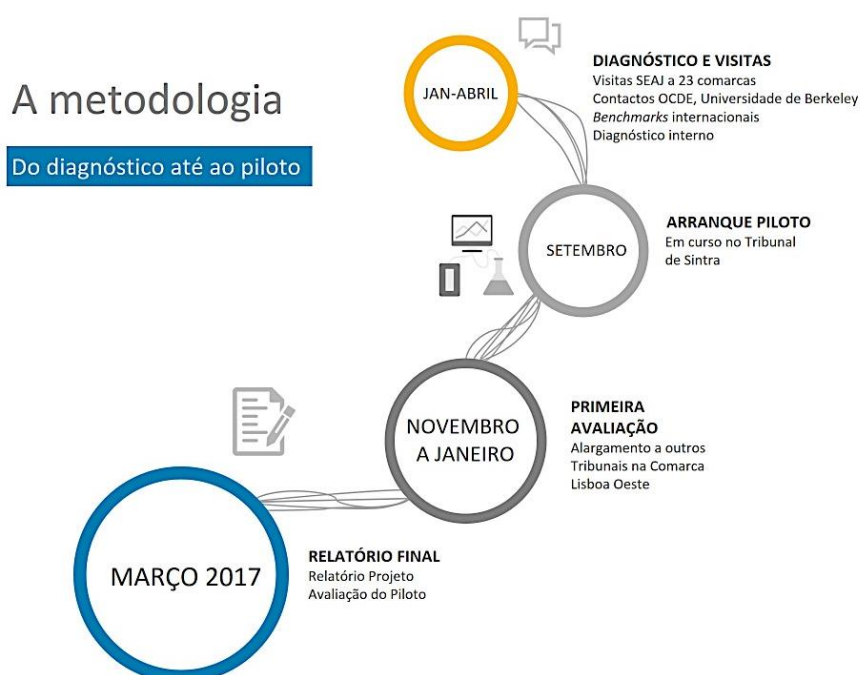 A metodologia
Do diagnóstico até ao piloto
JAN-ABRIL
DIAGNÓSTICO E VISITAS
Visitas SEAJ a 23 comarcas
Contactos OCDE, Universidade de Berkeley
Benchmarks internacionais
Diagnóstico interno
SETEMBRO
ARRANQUE PILOTO
Em curso no Tribunal
de Sintra
NOVEMBRO
A JANEIRO
PRIMEIRA
AVALIAÇÃO
Alargamento a outros
Tribunais na Comarca
Lisboa Oeste
MARÇO 2017
RELATÓRIO FINAL
Relatório Projeto
Avaliação do Piloto